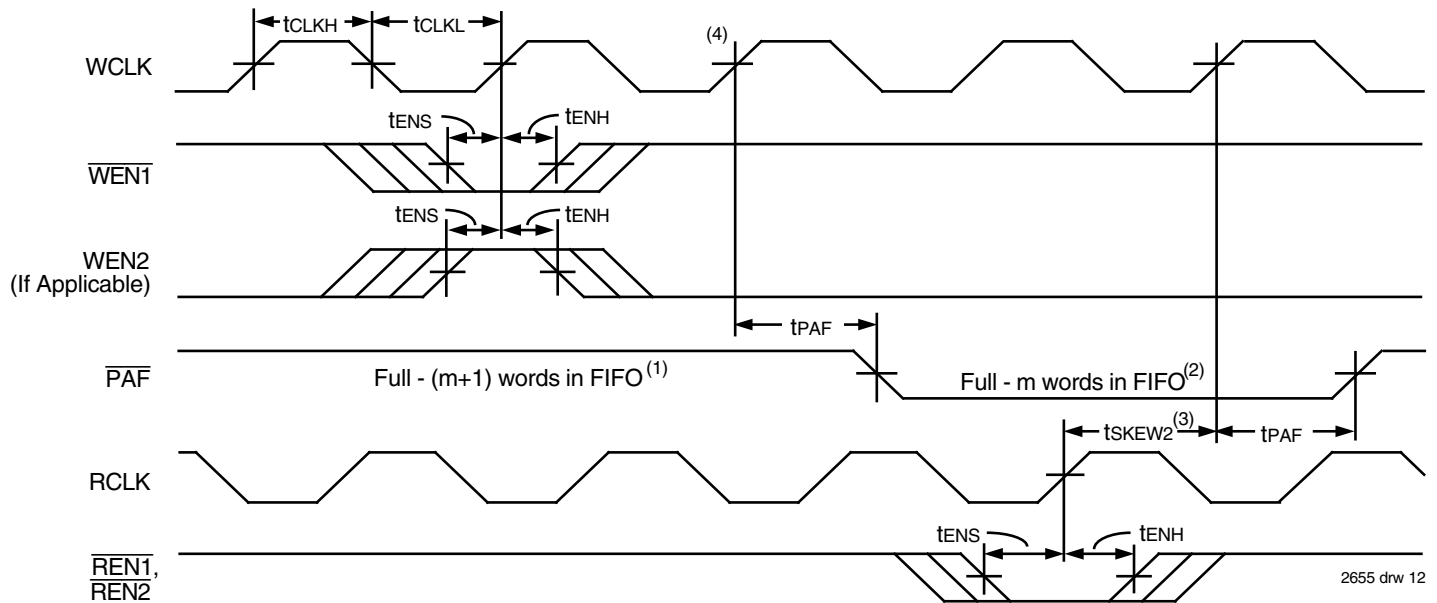 tCLKH
tCLKL
(4)
WCLK
tENS
tENH
WEN1
tENS
tENH
WEN2
(If Applicable)
tPAF
PAF
Full - (m+1) words in FIFO(1)
Full - m words in FIFO(2)
tSKEW2(3)
tPAF
RCLK
tENS
tENH
REN1,
REN2
2655 drw 12